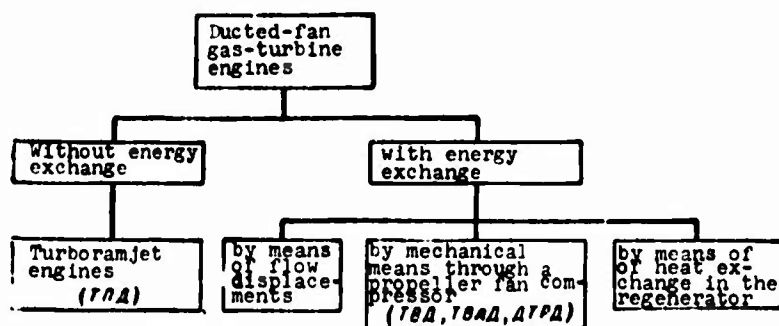 Ducted-fan
gas-turbine
engines
Without energy
exchange
with energy
exchange
Turboramjet
engines
(ТПД)
by means
of flow
displace-
ments
by mechanical
means through a
propeller fan com-
pressor
(ТВД, ТВаД, ДТРД)
by means of
of heat ex-
change in the
regenerator